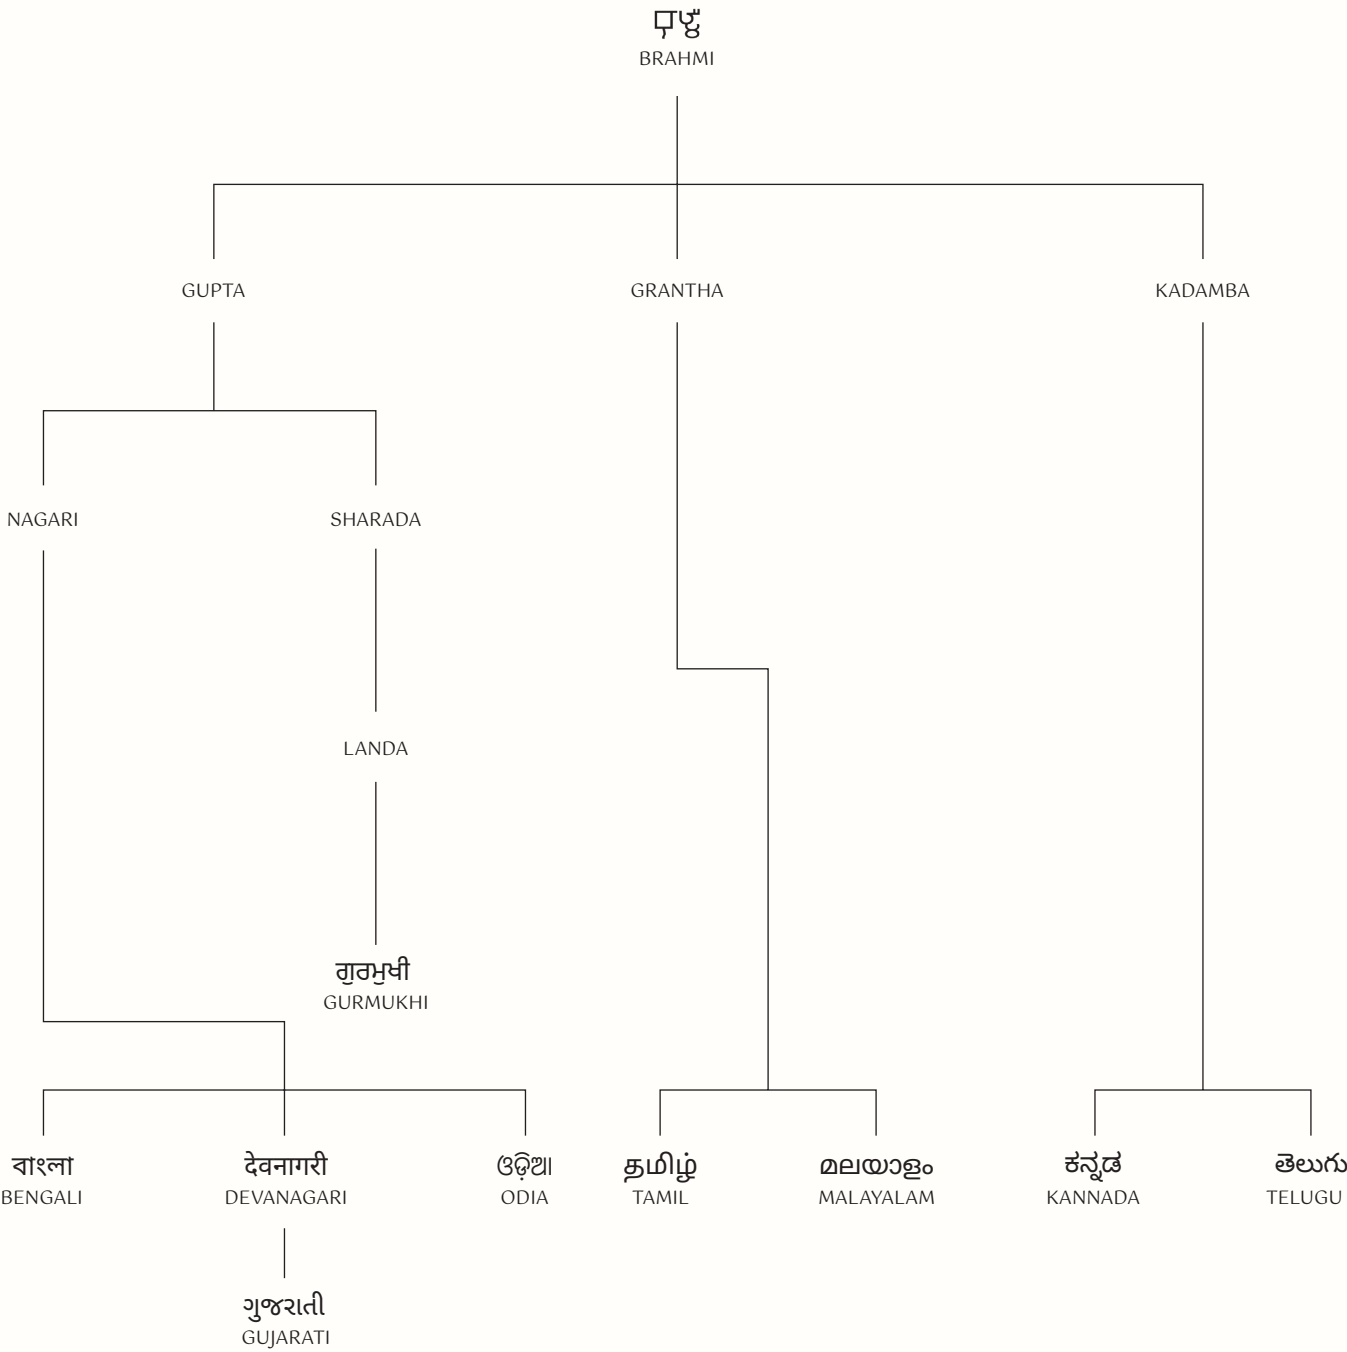 BRAHMI
GUPTA
GRANTHA
KADAMBA
NAGARI
SHARADA
LANDA
ਗੁਰਮੁਖੀ
GURMUKHI
বাংলা
BENGALI
देवनागरी
DEVANAGARI
ଓଡ଼ିଆ
ODIA
தமிழ்
TAMIL
മലയാളം
MALAYALAM
ಕನ್ನಡ
KANNADA
తెలుగు
TELUGU
ગુજરાતી
GUJARATI